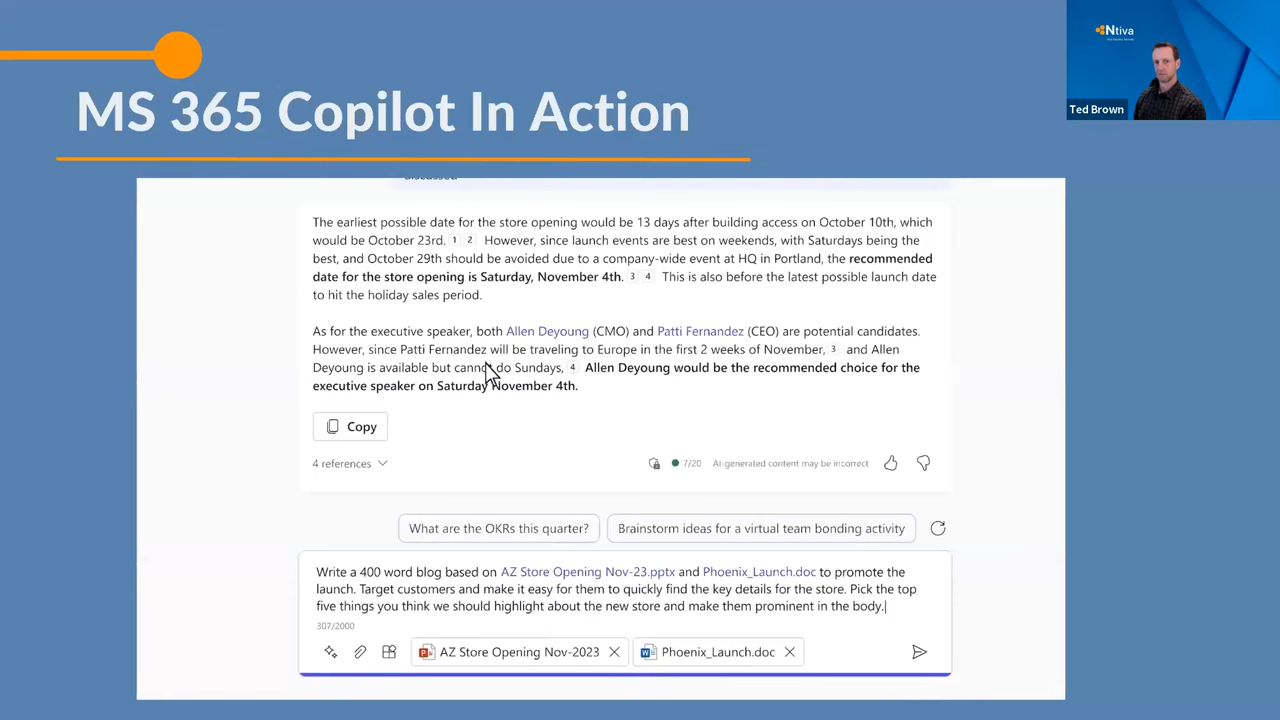 MS 365 Copilot In Action
Ntiva
Ted Brown
discussed
The earliest possible date for the store opening would be 13 days after building access on October 10th, which
would be October 23rd. 1 2 However, since launch events are best on weekends, with Saturdays being the
best, and October 29th should be avoided due to a company-wide event at HQ in Portland, the recommended
date for the store opening is Saturday, November 4th. 3 4 This is also before the latest possible launch date
to hit the holiday sales period.
As for the executive speaker, both Allen Deyoung (CMO) and Patti Fernandez (CEO) are potential candidates.
However, since Patti Fernandez will be traveling to Europe in the first 2 weeks of November, 3 and Allen
Deyoung is available but cannot do Sundays, 4 Allen Deyoung would be the recommended choice for the
executive speaker on Saturday November 4th.
Copy
4 references
7/20 AI-generated content may be incorrect
What are the OKRs this quarter? Brainstorm ideas for a virtual team bonding activity
Write a 400 word blog based on AZ Store Opening Nov-23.pptx and Phoenix_Launch.doc to promote the
launch. Target customers and make it easy for them to quickly find the key details for the store. Pick the top
five things you think we should highlight about the new store and make them prominent in the body.
307/2000
AZ Store Opening Nov-2023 Phoenix_Launch.doc